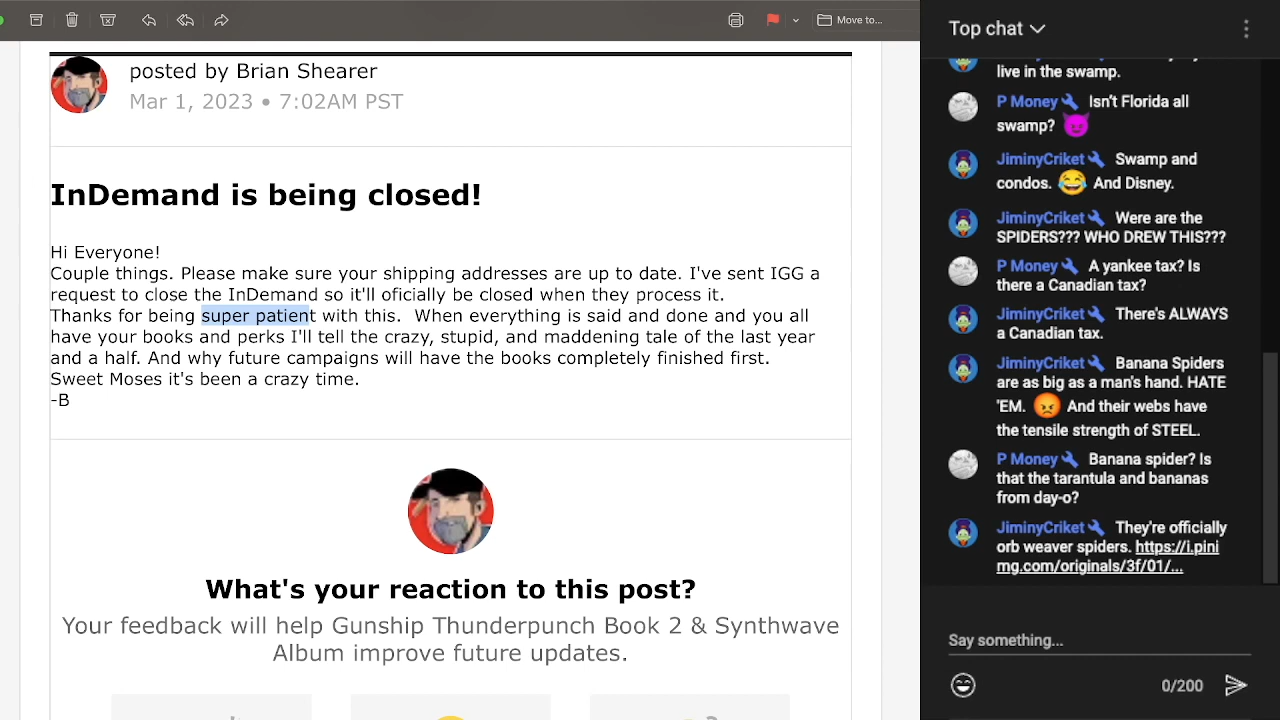 Move to...
posted by Brian Shearer
Mar 1, 2023 • 7:02AM PST
InDemand is being closed!
Hi Everyone!
Couple things. Please make sure your shipping addresses are up to date. I've sent IGG a
request to close the InDemand so it'll oficially be closed when they process it.
Thanks for being super patient with this.  When everything is said and done and you all
have your books and perks I'll tell the crazy, stupid, and maddening tale of the last year
and a half. And why future campaigns will have the books completely finished first.
Sweet Moses it's been a crazy time.
-B
What's your reaction to this post?
Your feedback will help Gunship Thunderpunch Book 2 & Synthwave
Album improve future updates.
Top chat
live in the swamp.
P Money Isn't Florida all
swamp? 😈
JiminyCriket Swamp and
condos. 😂 And Disney.
JiminyCriket Were are the
SPIDERS??? WHO DREW THIS???
P Money A yankee tax? Is
there a Canadian tax?
JiminyCriket There's ALWAYS
a Canadian tax.
JiminyCriket Banana Spiders
are as big as a man's hand. HATE
'EM. 😡 And their webs have
the tensile strength of STEEL.
P Money Banana spider? Is
that the tarantula and bananas
from day-o?
JiminyCriket They're officially
orb weaver spiders. https://i.pini
mg.com/originals/3f/01/...
Say something...
0/200